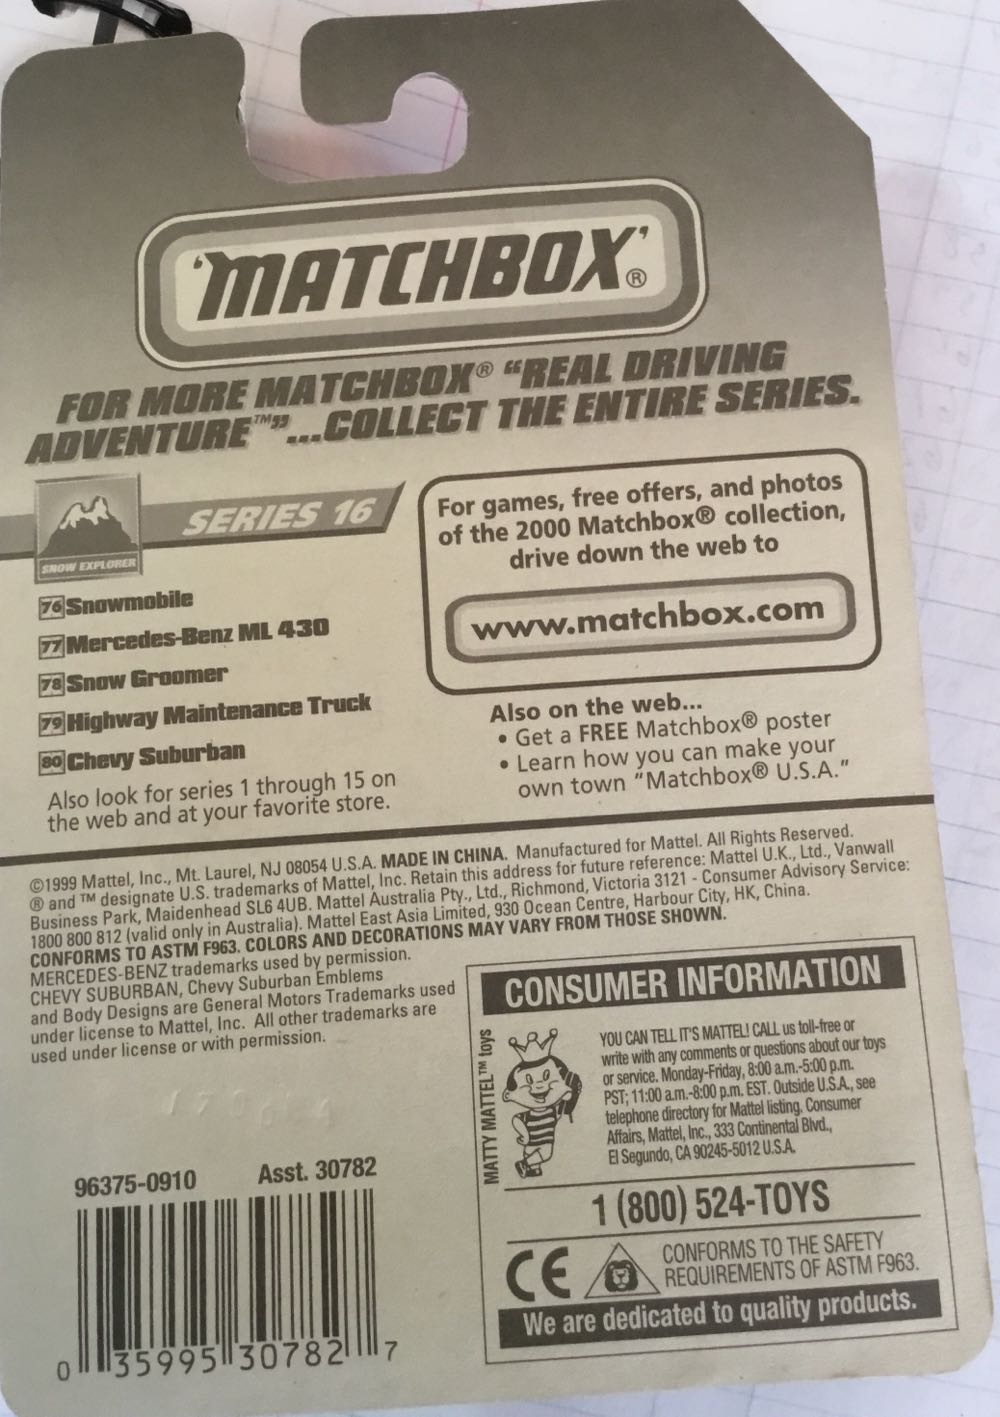 'MATCHBOX'®
FOR MORE MATCHBOX® "REAL DRIVING
ADVENTURE™"...COLLECT THE ENTIRE SERIES.
SERIES 16
SNOW EXPLORER
76 Snowmobile
77 Mercedes-Benz ML 430
78 Snow Groomer
79 Highway Maintenance Truck
80 Chevy Suburban
Also look for series 1 through 15 on
the web and at your favorite store.
For games, free offers, and photos
of the 2000 Matchbox® collection,
drive down the web to
www.matchbox.com
Also on the web...
• Get a FREE Matchbox® poster
• Learn how you can make your
own town "Matchbox® U.S.A."
©1999 Mattel, Inc., Mt. Laurel, NJ 08054 U.S.A. MADE IN CHINA. Manufactured for Mattel. All Rights Reserved.
® and ™ designate U.S. trademarks of Mattel, Inc. Retain this address for future reference: Mattel U.K., Ltd., Vanwall
Business Park, Maidenhead SL6 4UB. Mattel Australia Pty., Ltd., Richmond, Victoria 3121 - Consumer Advisory Service:
1800 800 812 (valid only in Australia). Mattel East Asia Limited, 930 Ocean Centre, Harbour City, HK, China.
CONFORMS TO ASTM F963. COLORS AND DECORATIONS MAY VARY FROM THOSE SHOWN.
MERCEDES-BENZ trademarks used by permission.
CHEVY SUBURBAN, Chevy Suburban Emblems
and Body Designs are General Motors Trademarks used
under license to Mattel, Inc. All other trademarks are
used under license or with permission.
96375-0910 Asst. 30782
0 35995 30782 7
CONSUMER INFORMATION
MATTY MATTEL™ toys
YOU CAN TELL IT'S MATTEL! CALL us toll-free or
write with any comments or questions about our toys
or service. Monday-Friday, 8:00 a.m.-5:00 p.m.
PST; 11:00 a.m.-8:00 p.m. EST. Outside U.S.A., see
telephone directory for Mattel listing. Consumer
Affairs, Mattel, Inc., 333 Continental Blvd.,
El Segundo, CA 90245-5012 U.S.A.
1 (800) 524-TOYS
CE
CONFORMS TO THE SAFETY
REQUIREMENTS OF ASTM F963.
We are dedicated to quality products.